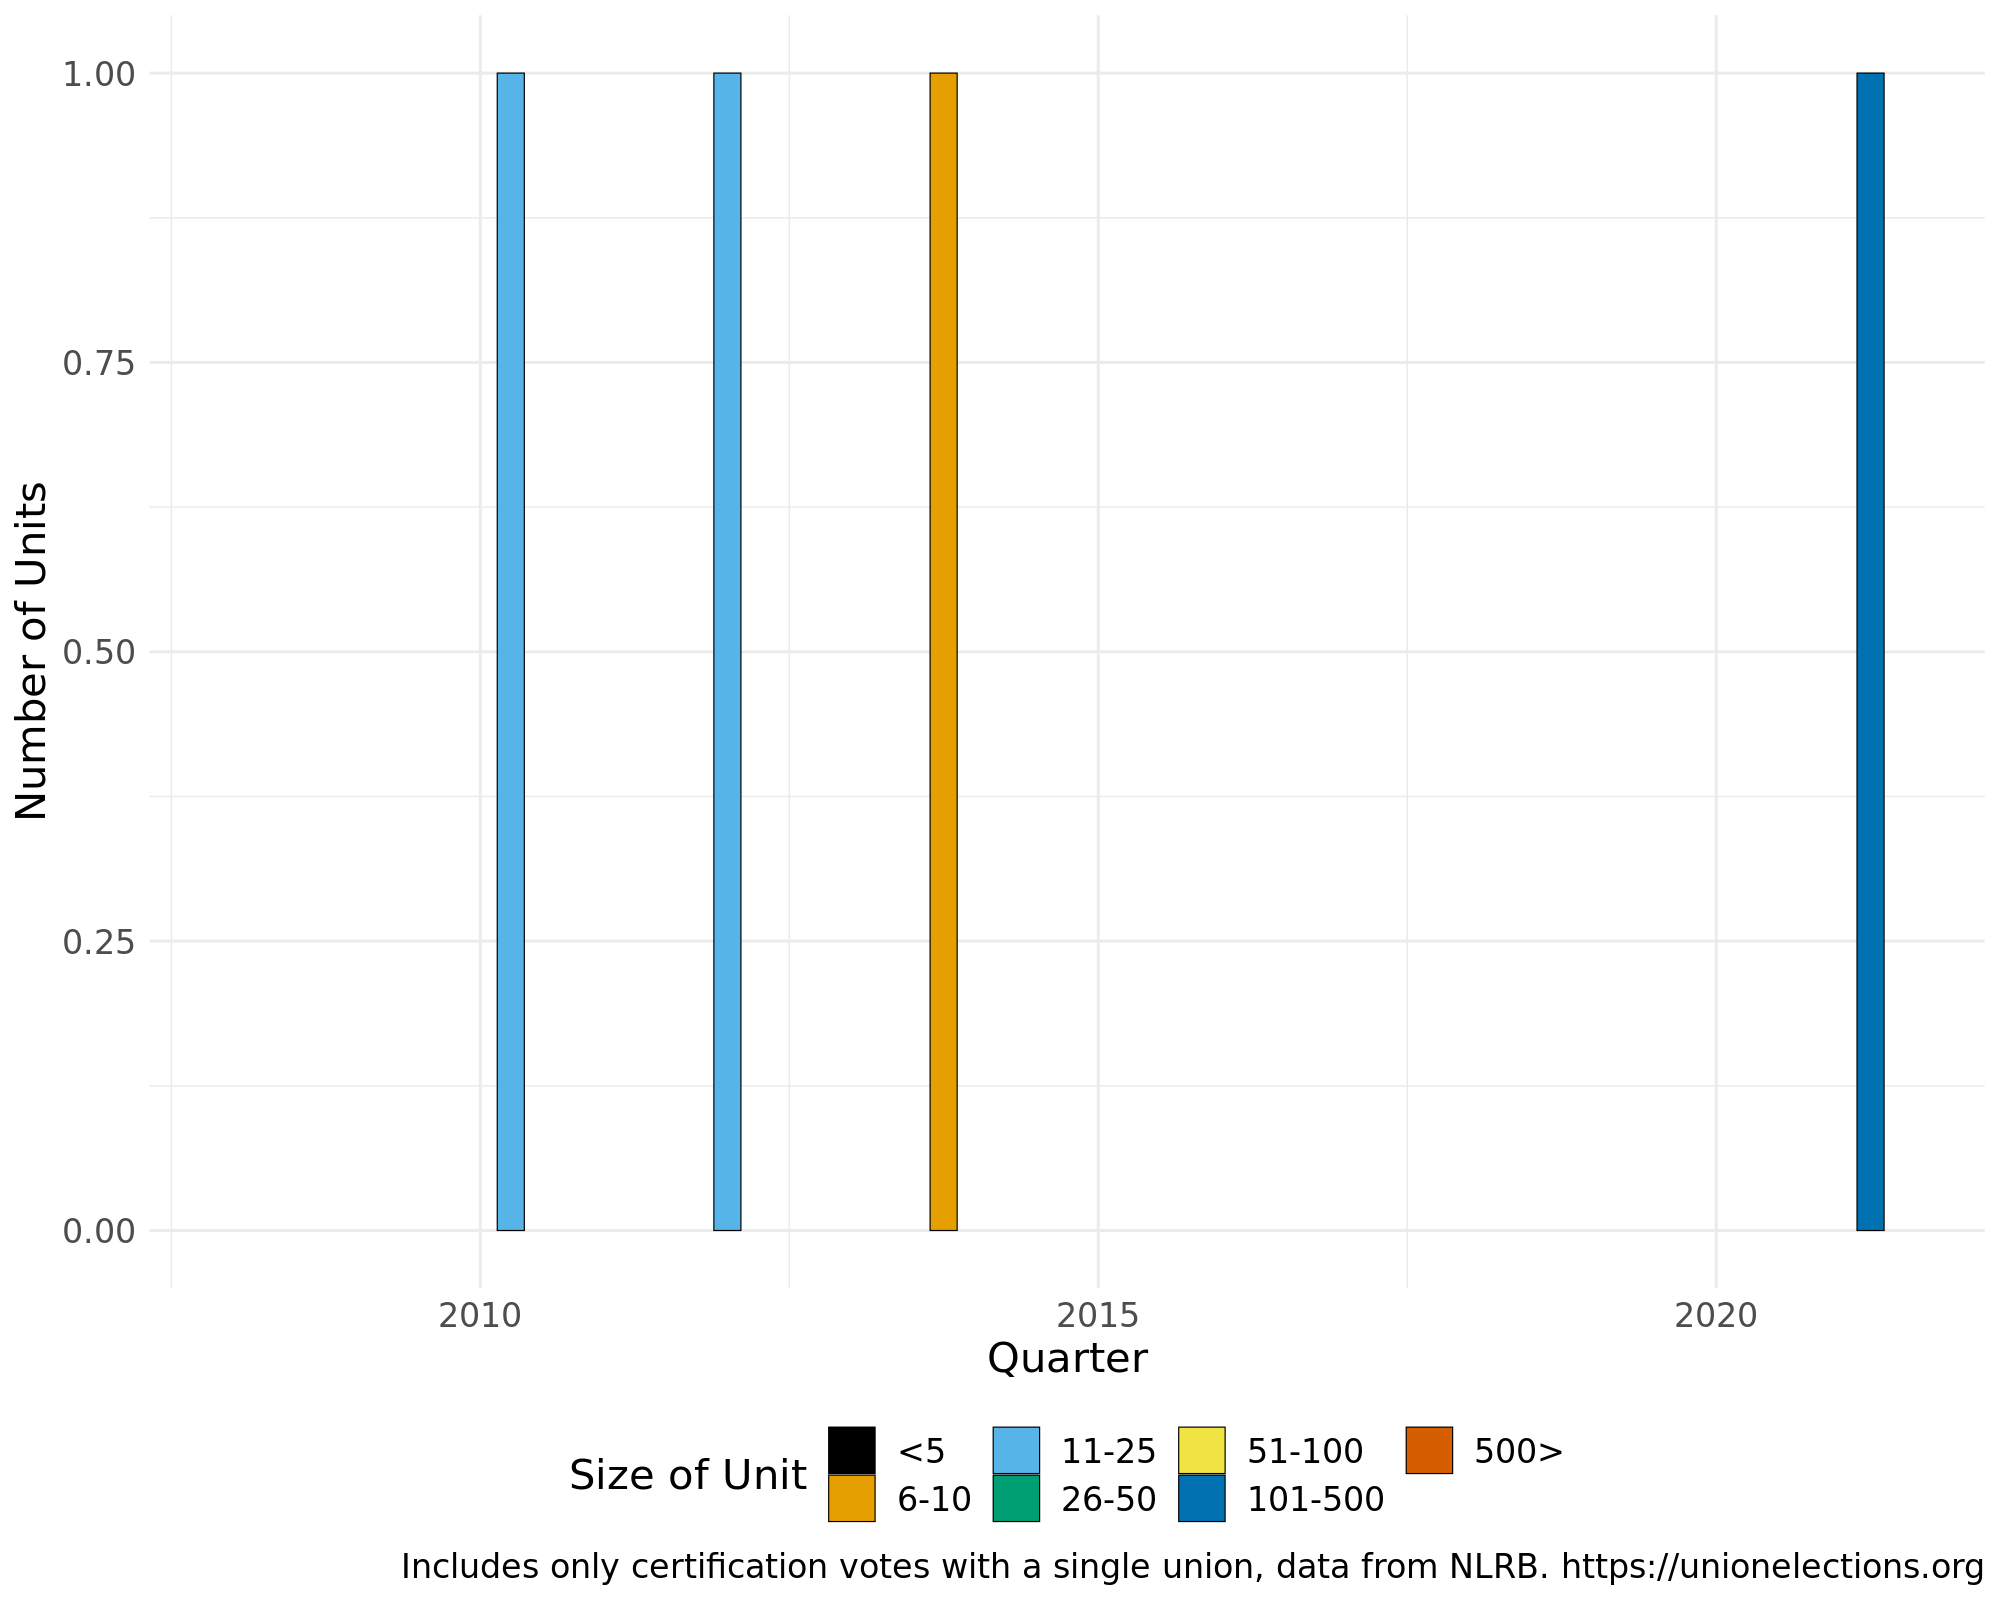 1.00
0.75
0.50
0.25
0.00
Number of Units
2010 2015 2020
Quarter
Size of Unit
<5 11-25 51-100 500>
6-10 26-50 101-500
Includes only certification votes with a single union, data from NLRB. https://unionelections.org